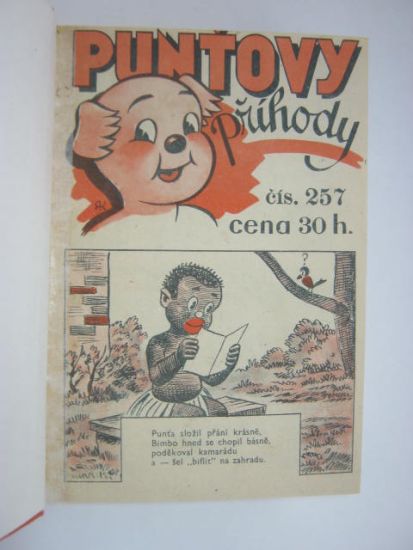 PUNŤOVY
příhody
čís. 257
cena 30 h.
Punťa složil přání krásně,
Bimbo hned se chopil básně,
poděkoval kamarádu
a — šel „biflit" na zahradu.